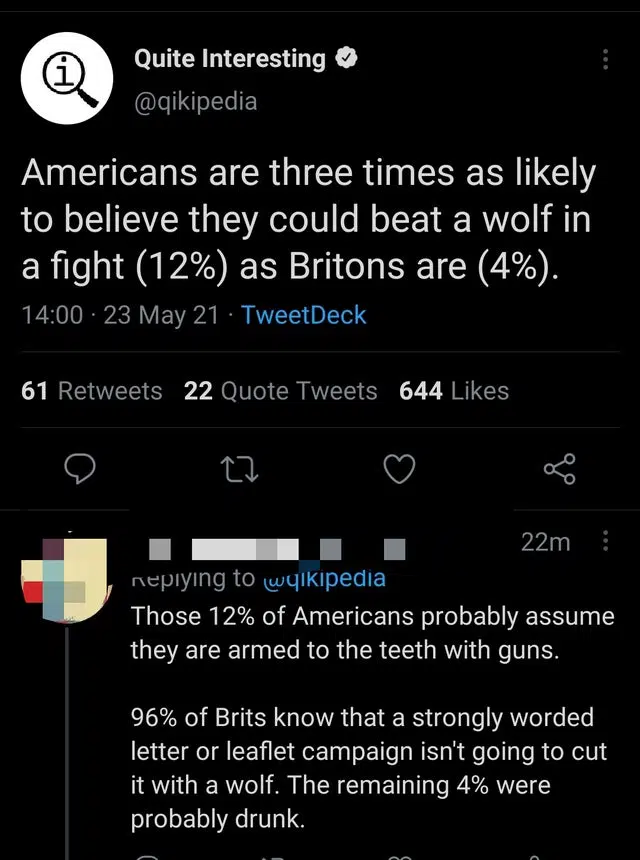 Quite Interesting
@qikipedia
Americans are three times as likely
to believe they could beat a wolf in
a fight (12%) as Britons are (4%).
14:00 · 23 May 21 · TweetDeck
61 Retweets 22 Quote Tweets 644 Likes
22m
Replying to @qikipedia
Those 12% of Americans probably assume
they are armed to the teeth with guns.
96% of Brits know that a strongly worded
letter or leaflet campaign isn't going to cut
it with a wolf. The remaining 4% were
probably drunk.